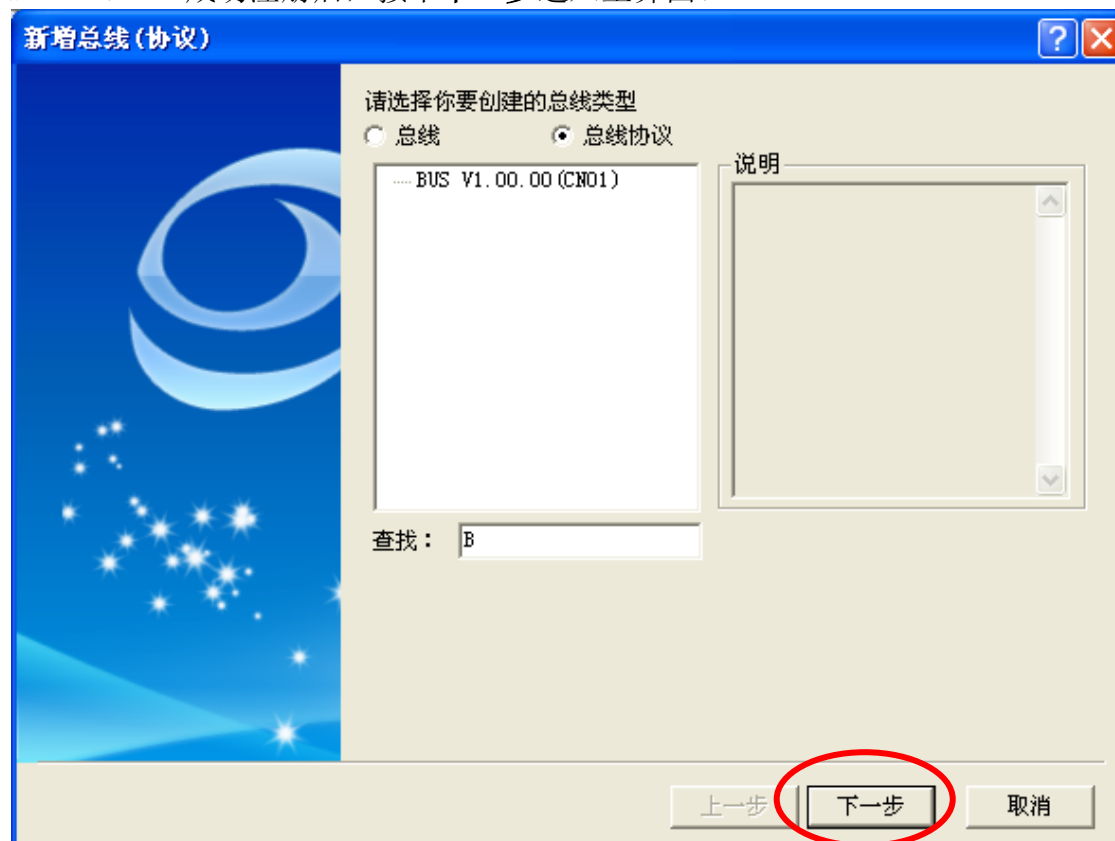 新增总线(协议)
请选择你要创建的总线类型
总线 总线协议
BUS V1.00.00(CN01)
说明
查找： B
上一步 下一步 取消